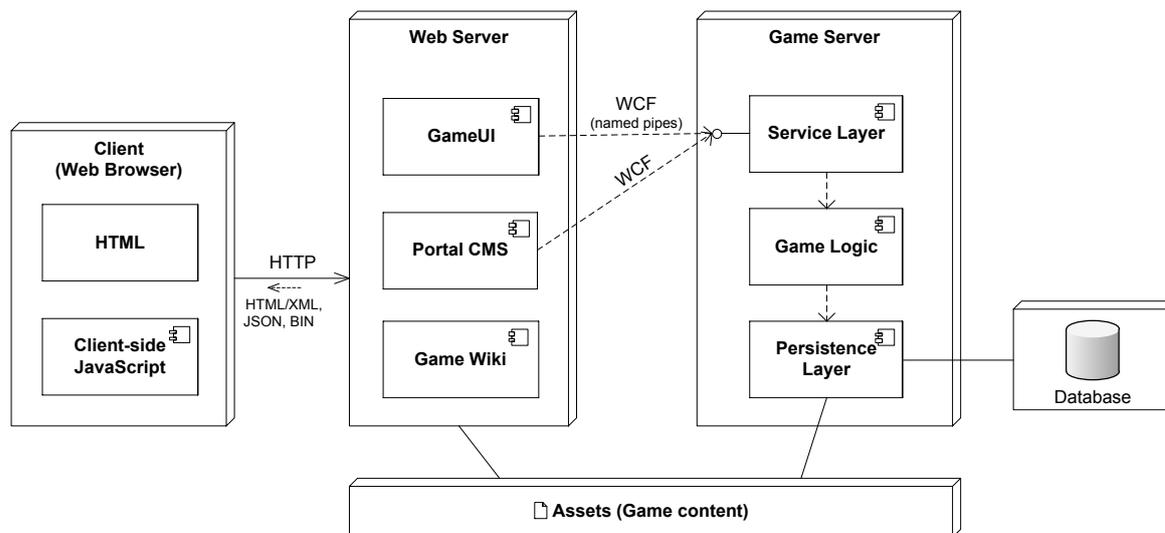 Client
(Web Browser)
HTML
Client-side
JavaScript
HTTP
HTML/XML,
JSON, BIN
Web Server
GameUI
Portal CMS
Game Wiki
WCF
(named pipes)
WCF
Game Server
Service Layer
Game Logic
Persistence
Layer
Database
Assets (Game content)